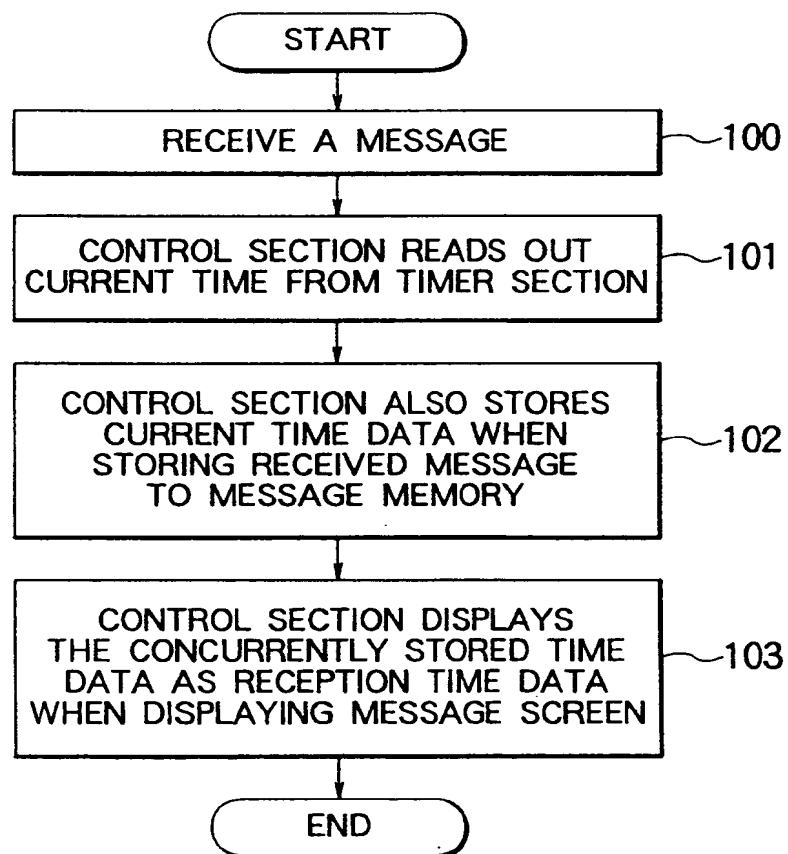 START
RECEIVE A MESSAGE
100
CONTROL SECTION READS OUT
CURRENT TIME FROM TIMER SECTION
101
CONTROL SECTION ALSO STORES
CURRENT TIME DATA WHEN
STORING RECEIVED MESSAGE
TO MESSAGE MEMORY
102
CONTROL SECTION DISPLAYS
THE CONCURRENTLY STORED TIME
DATA AS RECEPTION TIME DATA
WHEN DISPLAYING MESSAGE SCREEN
103
END